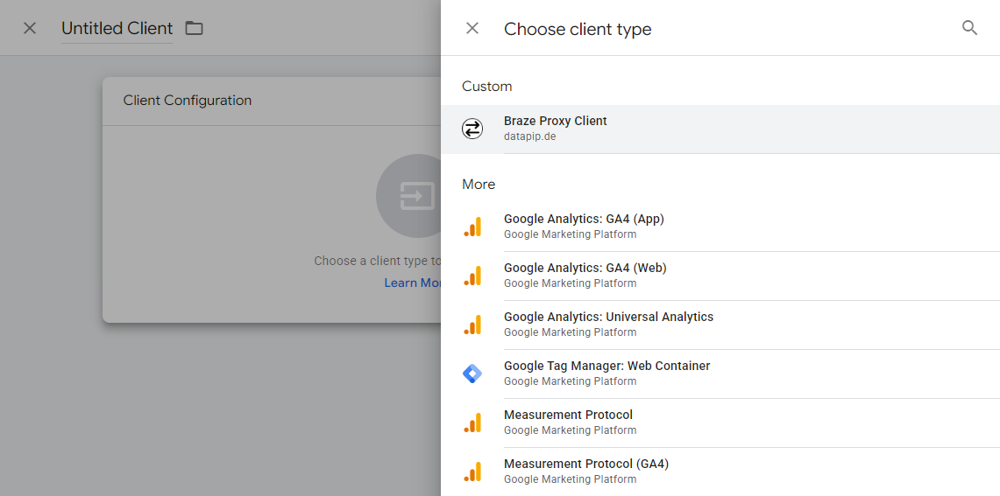 Untitled Client
Client Configuration
Choose a client type to
Learn Mor
Choose client type
Custom
Braze Proxy Client
datapip.de
More
Google Analytics: GA4 (App)
Google Marketing Platform
Google Analytics: GA4 (Web)
Google Marketing Platform
Google Analytics: Universal Analytics
Google Marketing Platform
Google Tag Manager: Web Container
Google Marketing Platform
Measurement Protocol
Google Marketing Platform
Measurement Protocol (GA4)
Google Marketing Platform